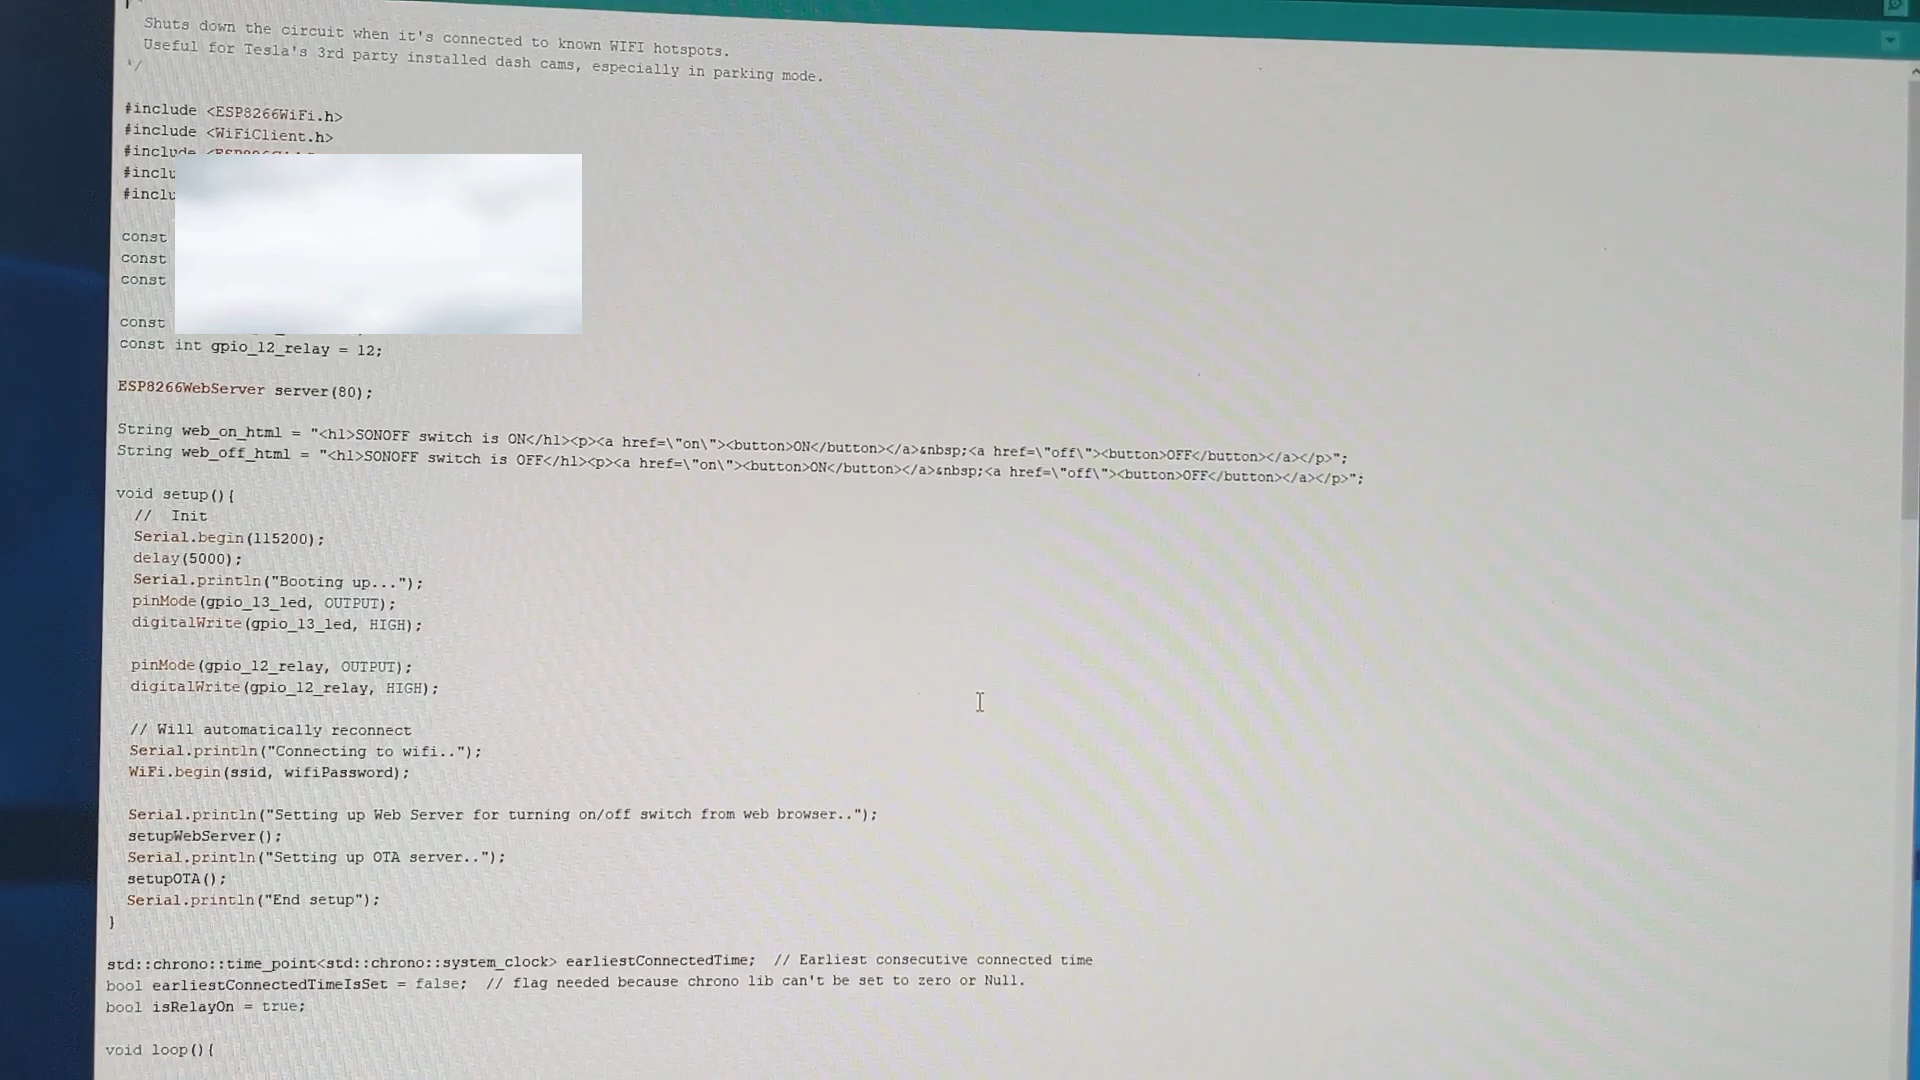 Shuts down the circuit when it's connected to known WIFI hotspots.
Useful for Tesla's 3rd party installed dash cams, especially in parking mode.
*/
#include <ESP8266WiFi.h>
#include <WiFiClient.h>
#include
#inclu
#inclu
const
const
const
const
const int gpio_12_relay = 12;
ESP8266WebServer server(80);
String web_on_html = "<h1>SONOFF switch is ON</h1><p><a href=\"on\"><button>ON</button></a>&nbsp;<a href=\"off\"><button>OFF</button></a></p>";
String web_off_html = "<h1>SONOFF switch is OFF</h1><p><a href=\"on\"><button>ON</button></a>&nbsp;<a href=\"off\"><button>OFF</button></a></p>";
void setup(){
// Init
Serial.begin(115200);
delay(5000);
Serial.println("Booting up...");
pinMode(gpio_13_led, OUTPUT);
digitalWrite(gpio_13_led, HIGH);
pinMode(gpio_12_relay, OUTPUT);
digitalWrite(gpio_12_relay, HIGH);
// Will automatically reconnect
Serial.println("Connecting to wifi..");
WiFi.begin(ssid, wifiPassword);
Serial.println("Setting up Web Server for turning on/off switch from web browser..");
setupWebServer();
Serial.println("Setting up OTA server..");
setupOTA();
Serial.println("End setup");
}
std::chrono::time_point<std::chrono::system_clock> earliestConnectedTime; // Earliest consecutive connected time
bool earliestConnectedTimeIsSet = false; // flag needed because chrono lib can't be set to zero or Null.
bool isRelayOn = true;
void loop(){